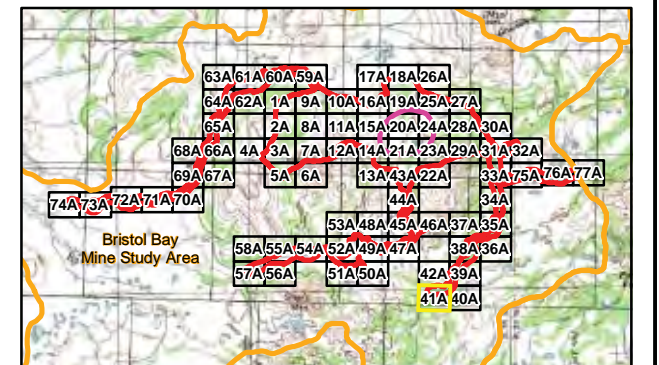 63A 61A 60A 59A 17A 18A 26A
64A 62A 1A 9A 10A 16A 19A 25A 27A
65A 2A 8A 11A 15A 20A 24A 28A 30A
68A 66A 4A 3A 7A 12A 14A 21A 23A 29A 31A 32A
69A 67A 5A 6A 13A 43A 22A 33A 75A 76A 77A
74A 73A 72A 71A 70A 44A 34A
53A 48A 45A 46A 37A 35A
Bristol Bay
Mine Study Area
58A 55A 54A 52A 49A 47A 38A 36A
57A 56A 51A 50A 42A 39A
41A 40A